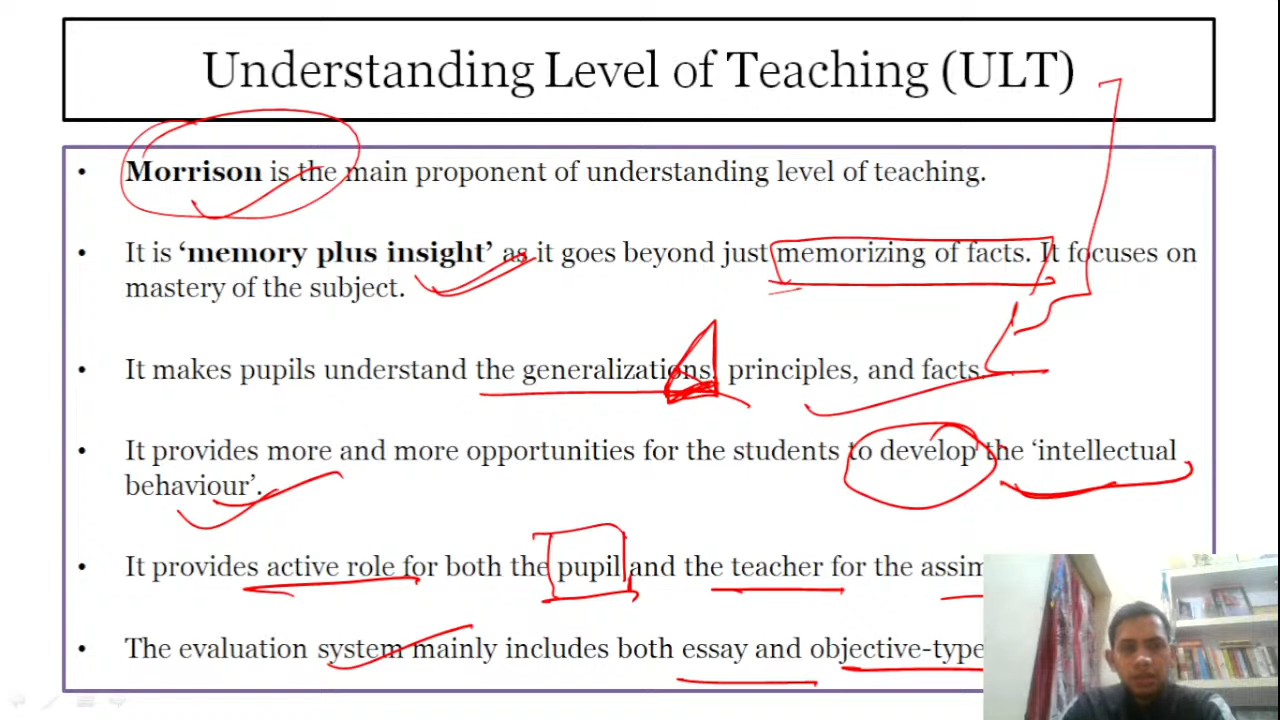 Understanding Level of Teaching (ULT)
• Morrison is the main proponent of understanding level of teaching.
• It is ‘memory plus insight’ as it goes beyond just memorizing of facts. It focuses on
mastery of the subject.
• It makes pupils understand the generalizations, principles, and facts.
• It provides more and more opportunities for the students to develop the ‘intellectual
behaviour’.
• It provides active role for both the pupil and the teacher for the
• The evaluation system mainly includes both essay and objective-type